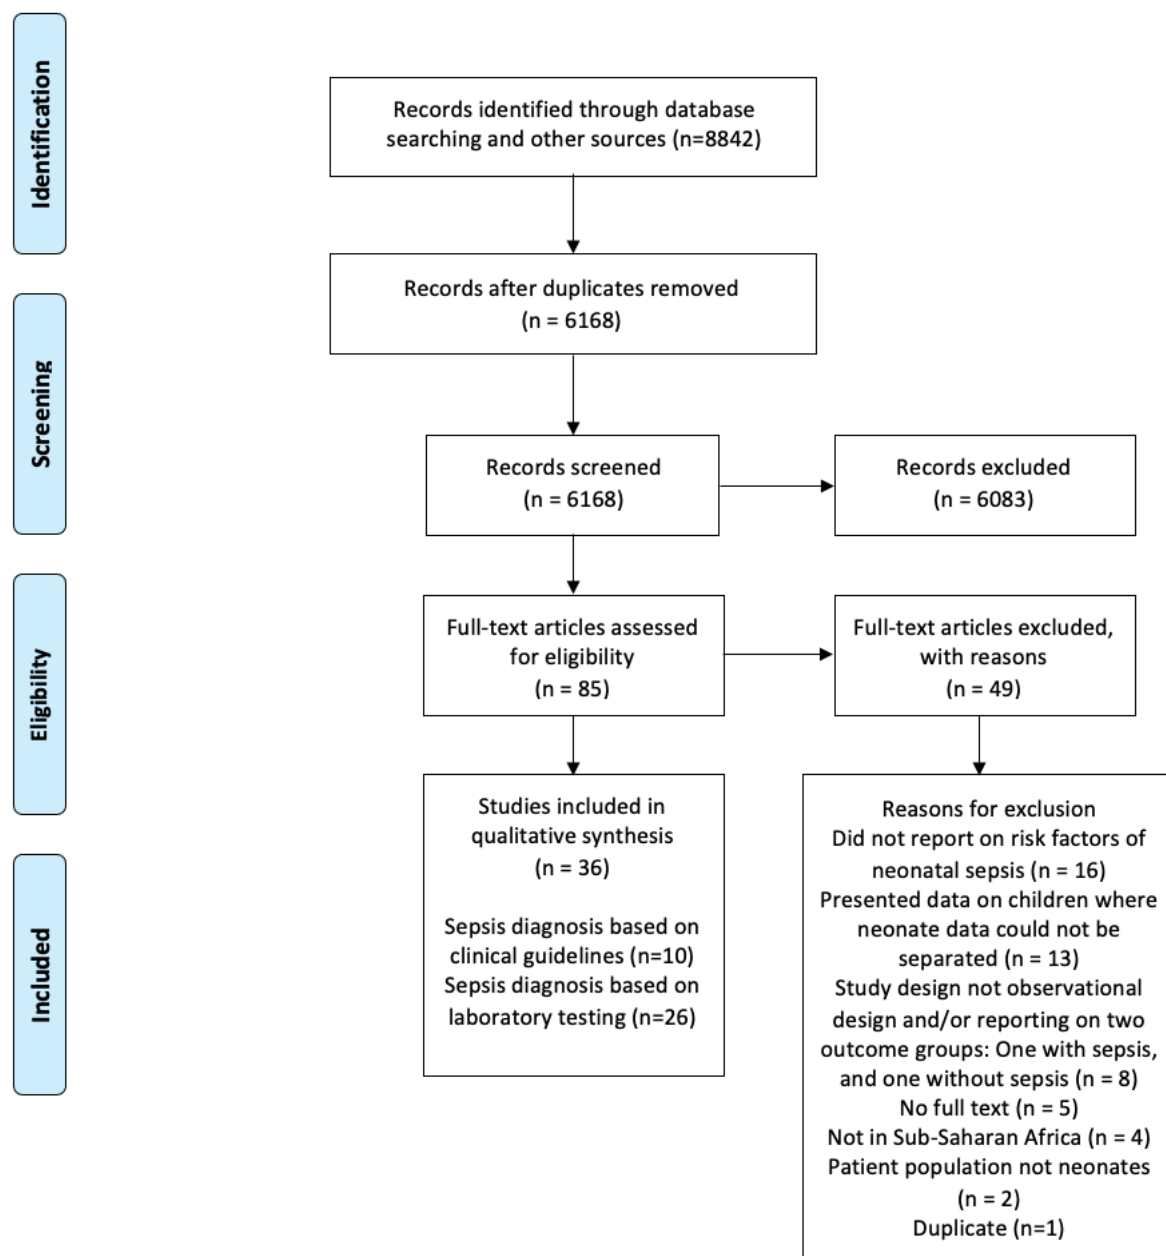 Identification
Records identified through database
searching and other sources (n=8842)
Records after duplicates removed
(n = 6168)
Screening
Records screened
(n = 6168)
Records excluded
(n = 6083)
Eligibility
Full-text articles assessed
for eligibility
(n = 85)
Full-text articles excluded,
with reasons
(n = 49)
Included
Studies included in
qualitative synthesis
(n = 36)
Sepsis diagnosis based on
clinical guidelines (n=10)
Sepsis diagnosis based on
laboratory testing (n=26)
Reasons for exclusion
Did not report on risk factors of
neonatal sepsis (n = 16)
Presented data on children where
neonate data could not be
separated (n = 13)
Study design not observational
design and/or reporting on two
outcome groups: One with sepsis,
and one without sepsis (n = 8)
No full text (n = 5)
Not in Sub-Saharan Africa (n = 4)
Patient population not neonates
(n = 2)
Duplicate (n=1)